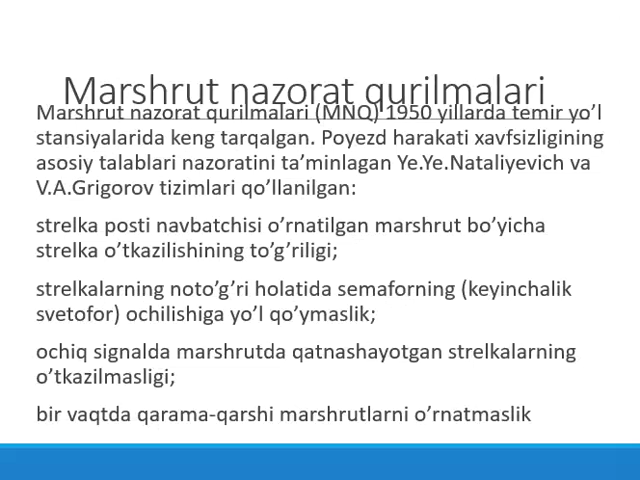 Marshrut nazorat qurilmalari
Marshrut nazorat qurilmalari (MNQ) 1950 yillarda temir yo’l
stansiyalarida keng tarqalgan. Poyezd harakati xavfsizligining
asosiy talablari nazoratini ta’minlagan Ye.Ye.Nataliyevich va
V.A.Grigorov tizimlari qo’llanilgan:
strelka posti navbatchisi o’rnatilgan marshrut bo’yicha
strelka o’tkazilishining to’g’riligi;
strelkalarning noto’g’ri holatida semaforning (keyinchalik
svetofor) ochilishiga yo’l qo’ymaslik;
ochiq signalda marshrutda qatnashayotgan strelkalarning
o’tkazilmasligi;
bir vaqtda qarama-qarshi marshrutlarni o’rnatmaslik